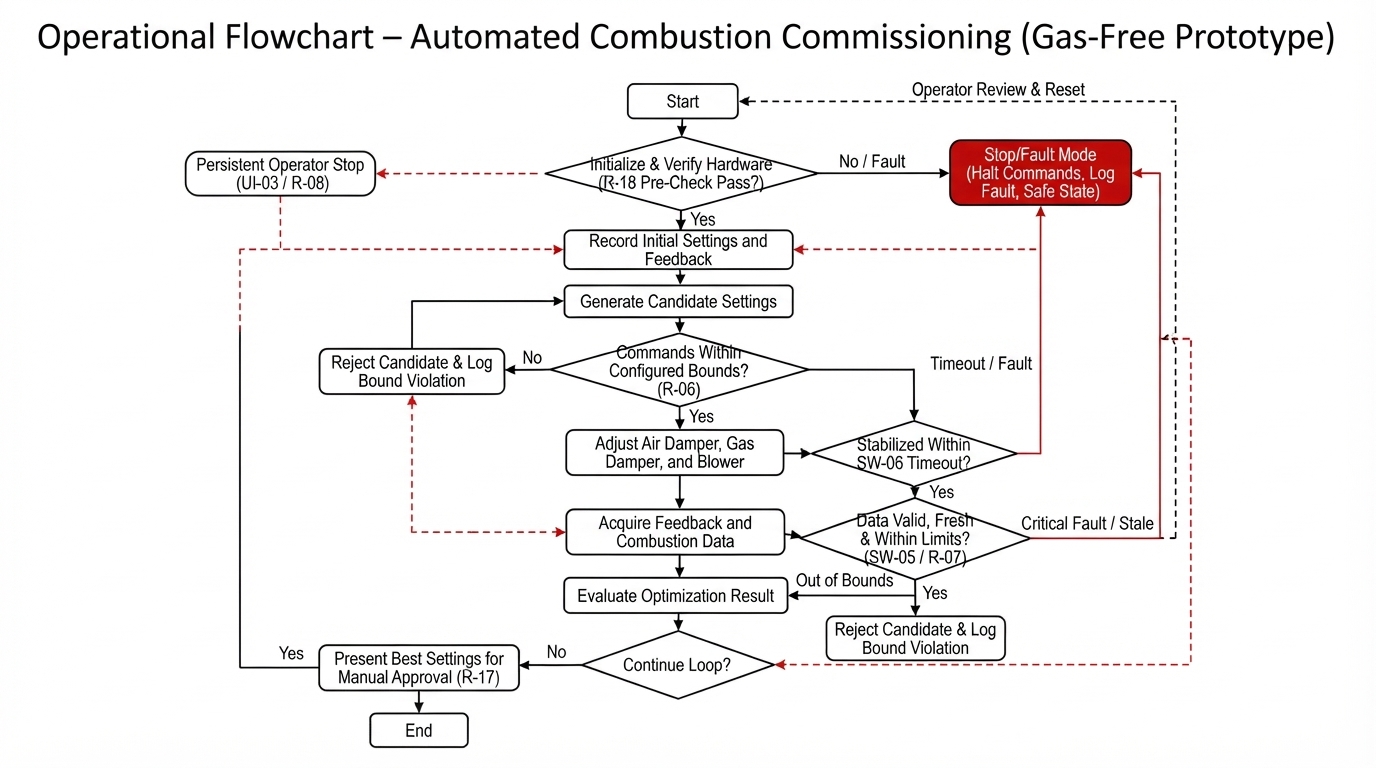 Operational Flowchart – Automated Combustion Commissioning (Gas-Free Prototype)
Operator Review & Reset
Start
Persistent Operator Stop
(UI-03 / R-08)
Initialize & Verify Hardware
(R-18 Pre-Check Pass?)
No / Fault
Stop/Fault Mode
(Halt Commands, Log
Fault, Safe State)
Yes
Record Initial Settings and
Feedback
Generate Candidate Settings
Reject Candidate & Log
Bound Violation
No
Commands Within
Configured Bounds?
(R-06)
Timeout / Fault
Yes
Adjust Air Damper, Gas
Damper, and Blower
Stabilized Within
SW-06 Timeout?
Yes
Acquire Feedback and
Combustion Data
Data Valid, Fresh
& Within Limits?
(SW-05 / R-07)
Critical Fault / Stale
Out of Bounds
Yes
Evaluate Optimization Result
Reject Candidate & Log
Bound Violation
Yes
Present Best Settings for
Manual Approval (R-17)
No
Continue Loop?
End